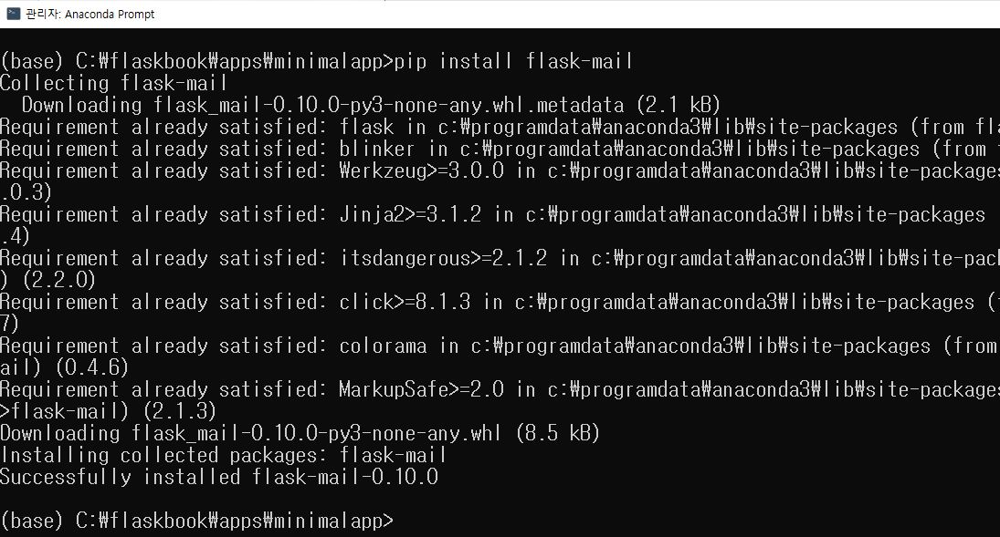 관리자: Anaconda Prompt
(base) C:₩flaskbook₩apps₩minimalapp>pip install flask-mail
Collecting flask-mail
Downloading flask_mail-0.10.0-py3-none-any.whl.metadata (2.1 kB)
Requirement already satisfied: flask in c:₩programdata₩anaconda3₩lib₩site-packages (from fla
Requirement already satisfied: blinker in c:₩programdata₩anaconda3₩lib₩site-packages (from f
Requirement already satisfied: Werkzeug>=3.0.0 in c:₩programdata₩anaconda3₩lib₩site-packages
.0.3)
Requirement already satisfied: Jinja2>=3.1.2 in c:₩programdata₩anaconda3₩lib₩site-packages
.4)
Requirement already satisfied: itsdangerous>=2.1.2 in c:₩programdata₩anaconda3₩lib₩site-pack
) (2.2.0)
Requirement already satisfied: click>=8.1.3 in c:₩programdata₩anaconda3₩lib₩site-packages (f
7)
Requirement already satisfied: colorama in c:₩programdata₩anaconda3₩lib₩site-packages (from
ail) (0.4.6)
Requirement already satisfied: MarkupSafe>=2.0 in c:₩programdata₩anaconda3₩lib₩site-packages
>flask-mail) (2.1.3)
Downloading flask_mail-0.10.0-py3-none-any.whl (8.5 kB)
Installing collected packages: flask-mail
Successfully installed flask-mail-0.10.0
(base) C:₩flaskbook₩apps₩minimalapp>